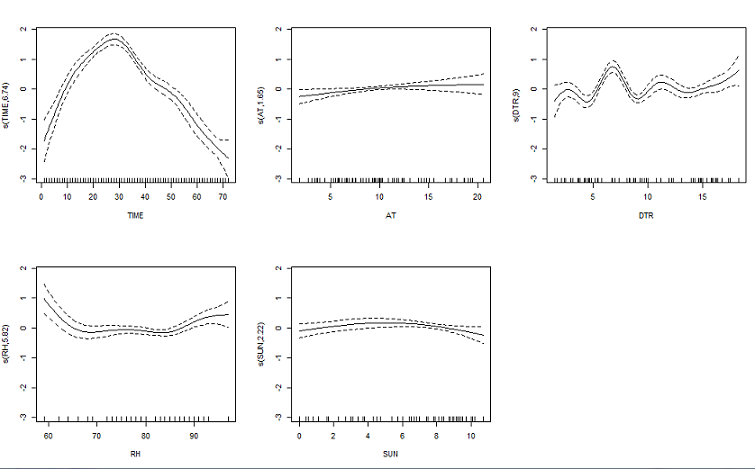 2
1
0
-1
-2
-3
s(TIME,6.74)
0 10 20 30 40 50 60 70
TIME
2
1
0
-1
-2
-3
s(AT,1.65)
5 10 15 20
AT
2
1
0
-1
-2
-3
s(DTR,9)
5 10 15
DTR
2
1
0
-1
-2
-3
s(RH,5.82)
60 70 80 90
RH
2
1
0
-1
-2
-3
s(SUN,2.22)
0 2 4 6 8 10
SUN